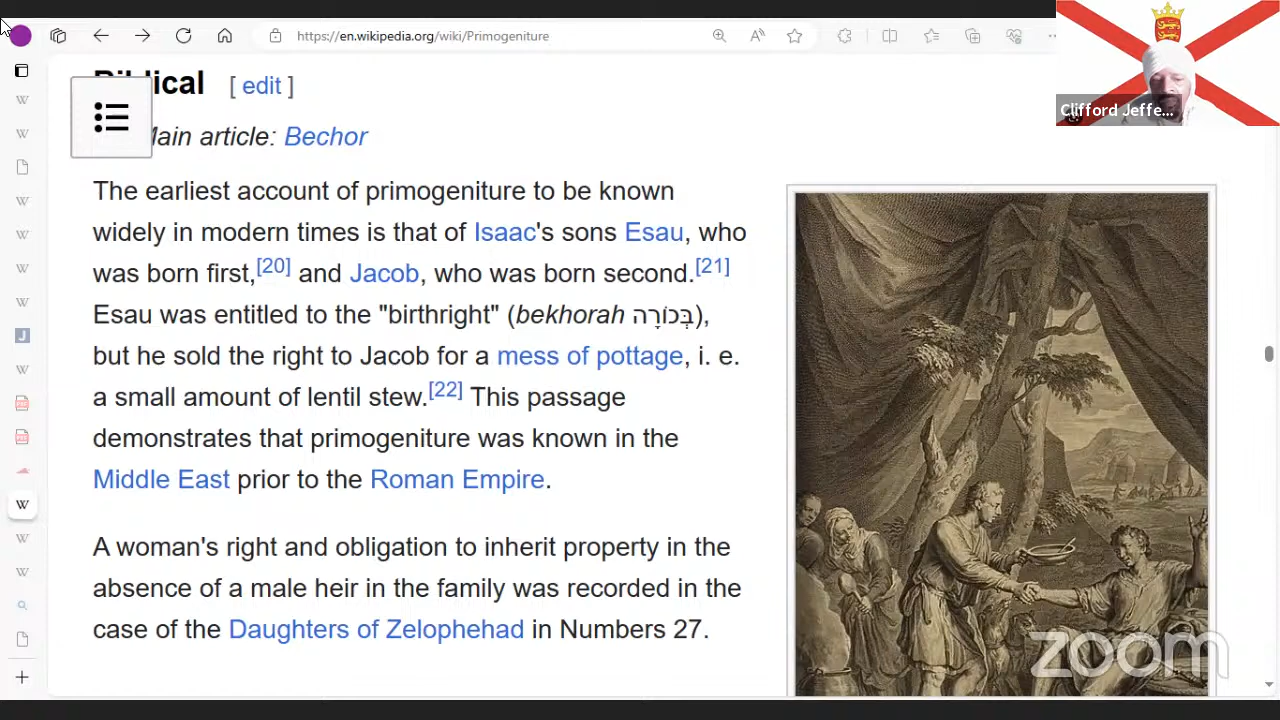 https://en.wikipedia.org/wiki/Primogeniture
Biblical [ edit ]
Main article: Bechor
The earliest account of primogeniture to be known
widely in modern times is that of Isaac's sons Esau, who
was born first,[20] and Jacob, who was born second.[21]
Esau was entitled to the "birthright" (bekhorah בְּכוֹרָה),
but he sold the right to Jacob for a mess of pottage, i. e.
a small amount of lentil stew.[22] This passage
demonstrates that primogeniture was known in the
Middle East prior to the Roman Empire.
A woman's right and obligation to inherit property in the
absence of a male heir in the family was recorded in the
case of the Daughters of Zelophehad in Numbers 27.
Clifford Jeffe...
zoom